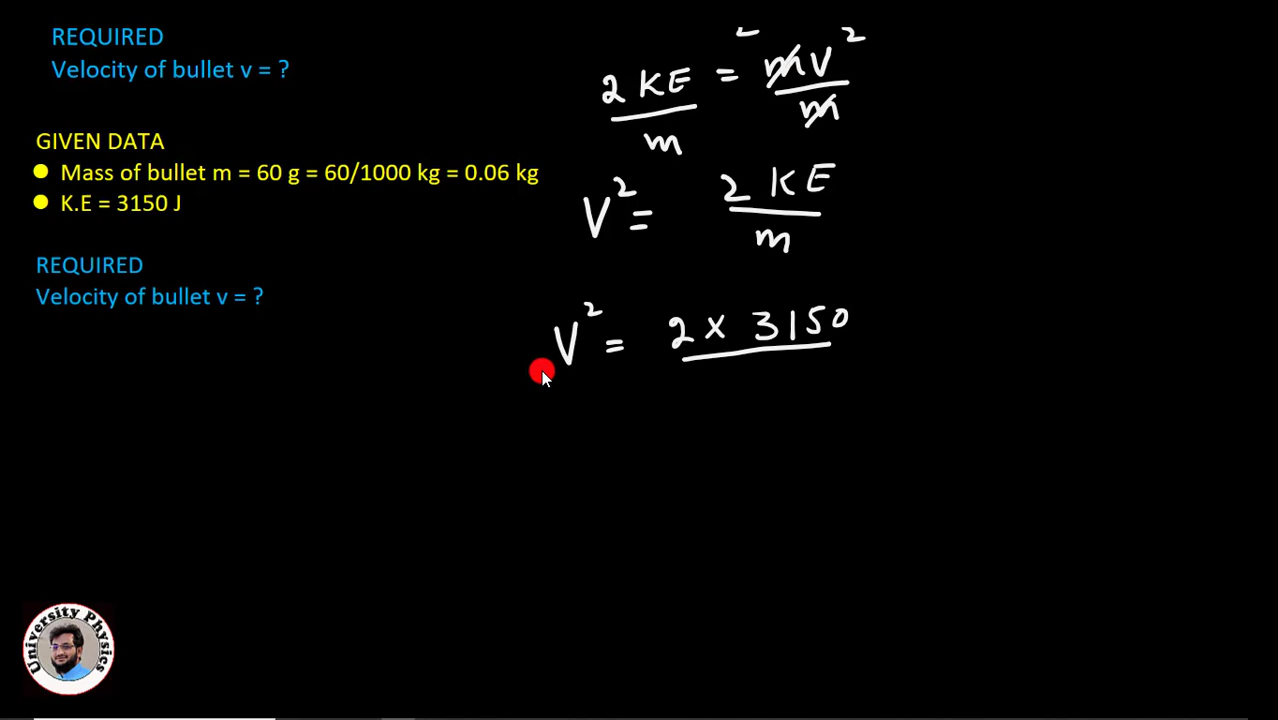 REQUIRED
Velocity of bullet v = ?
GIVEN DATA
● Mass of bullet m = 60 g = 60/1000 kg = 0.06 kg
● K.E = 3150 J
REQUIRED
Velocity of bullet v = ?
2 KE = m v²
m m
V² = 2 KE
m
V² = 2 x 3150
University Physics